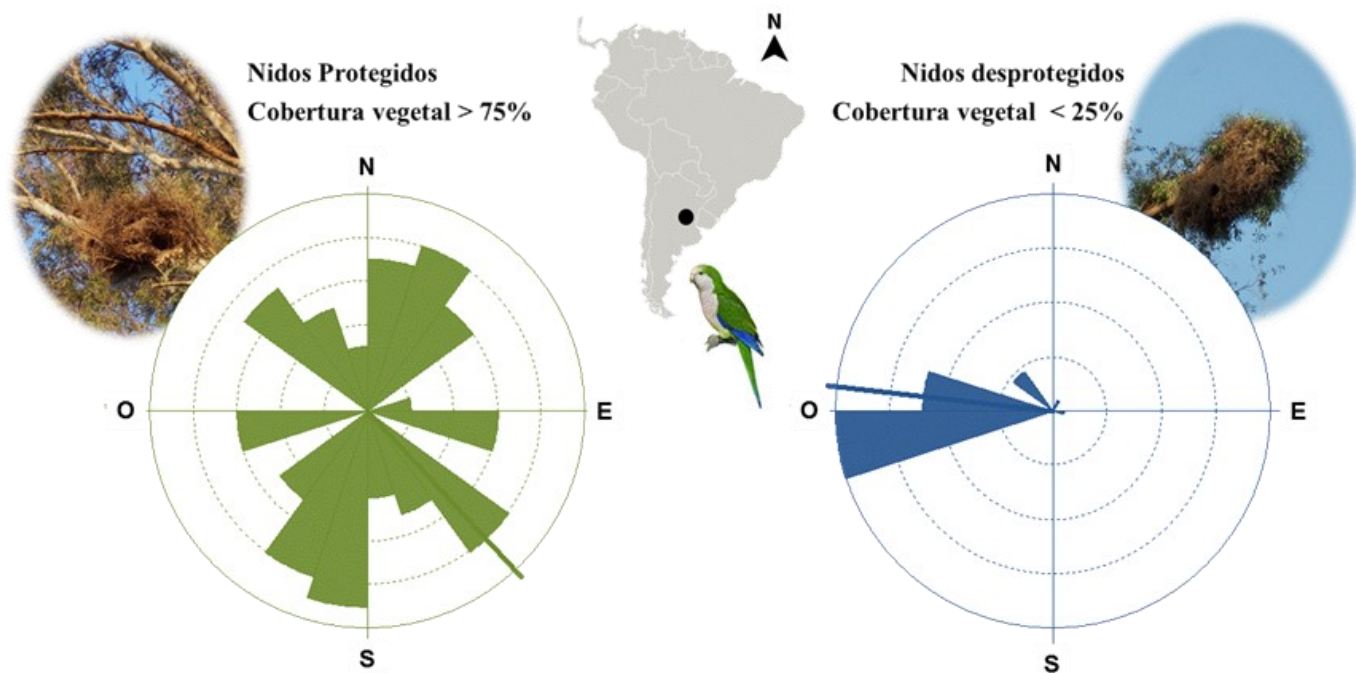 Nidos Protegidos
Cobertura vegetal > 75%
N
Nidos desprotegidos
Cobertura vegetal < 25%
N
O
E
S
N
O
E
S